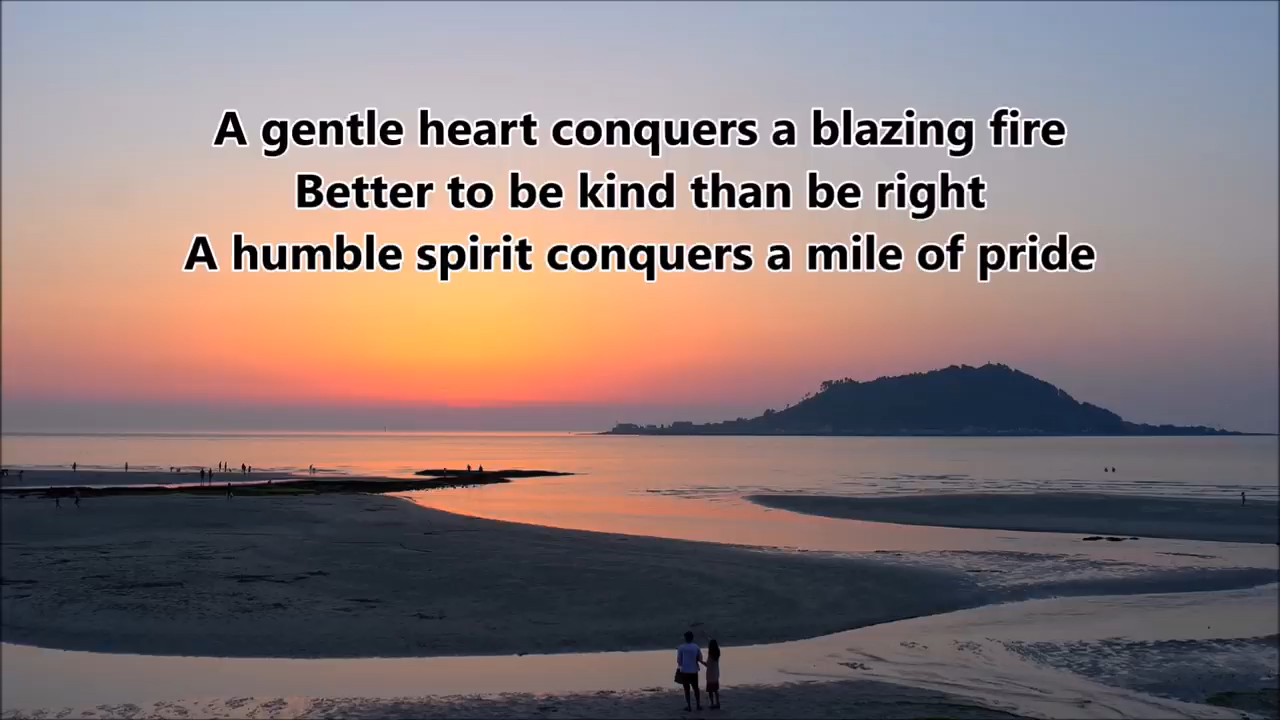 A gentle heart conquers a blazing fire
Better to be kind than be right
A humble spirit conquers a mile of pride